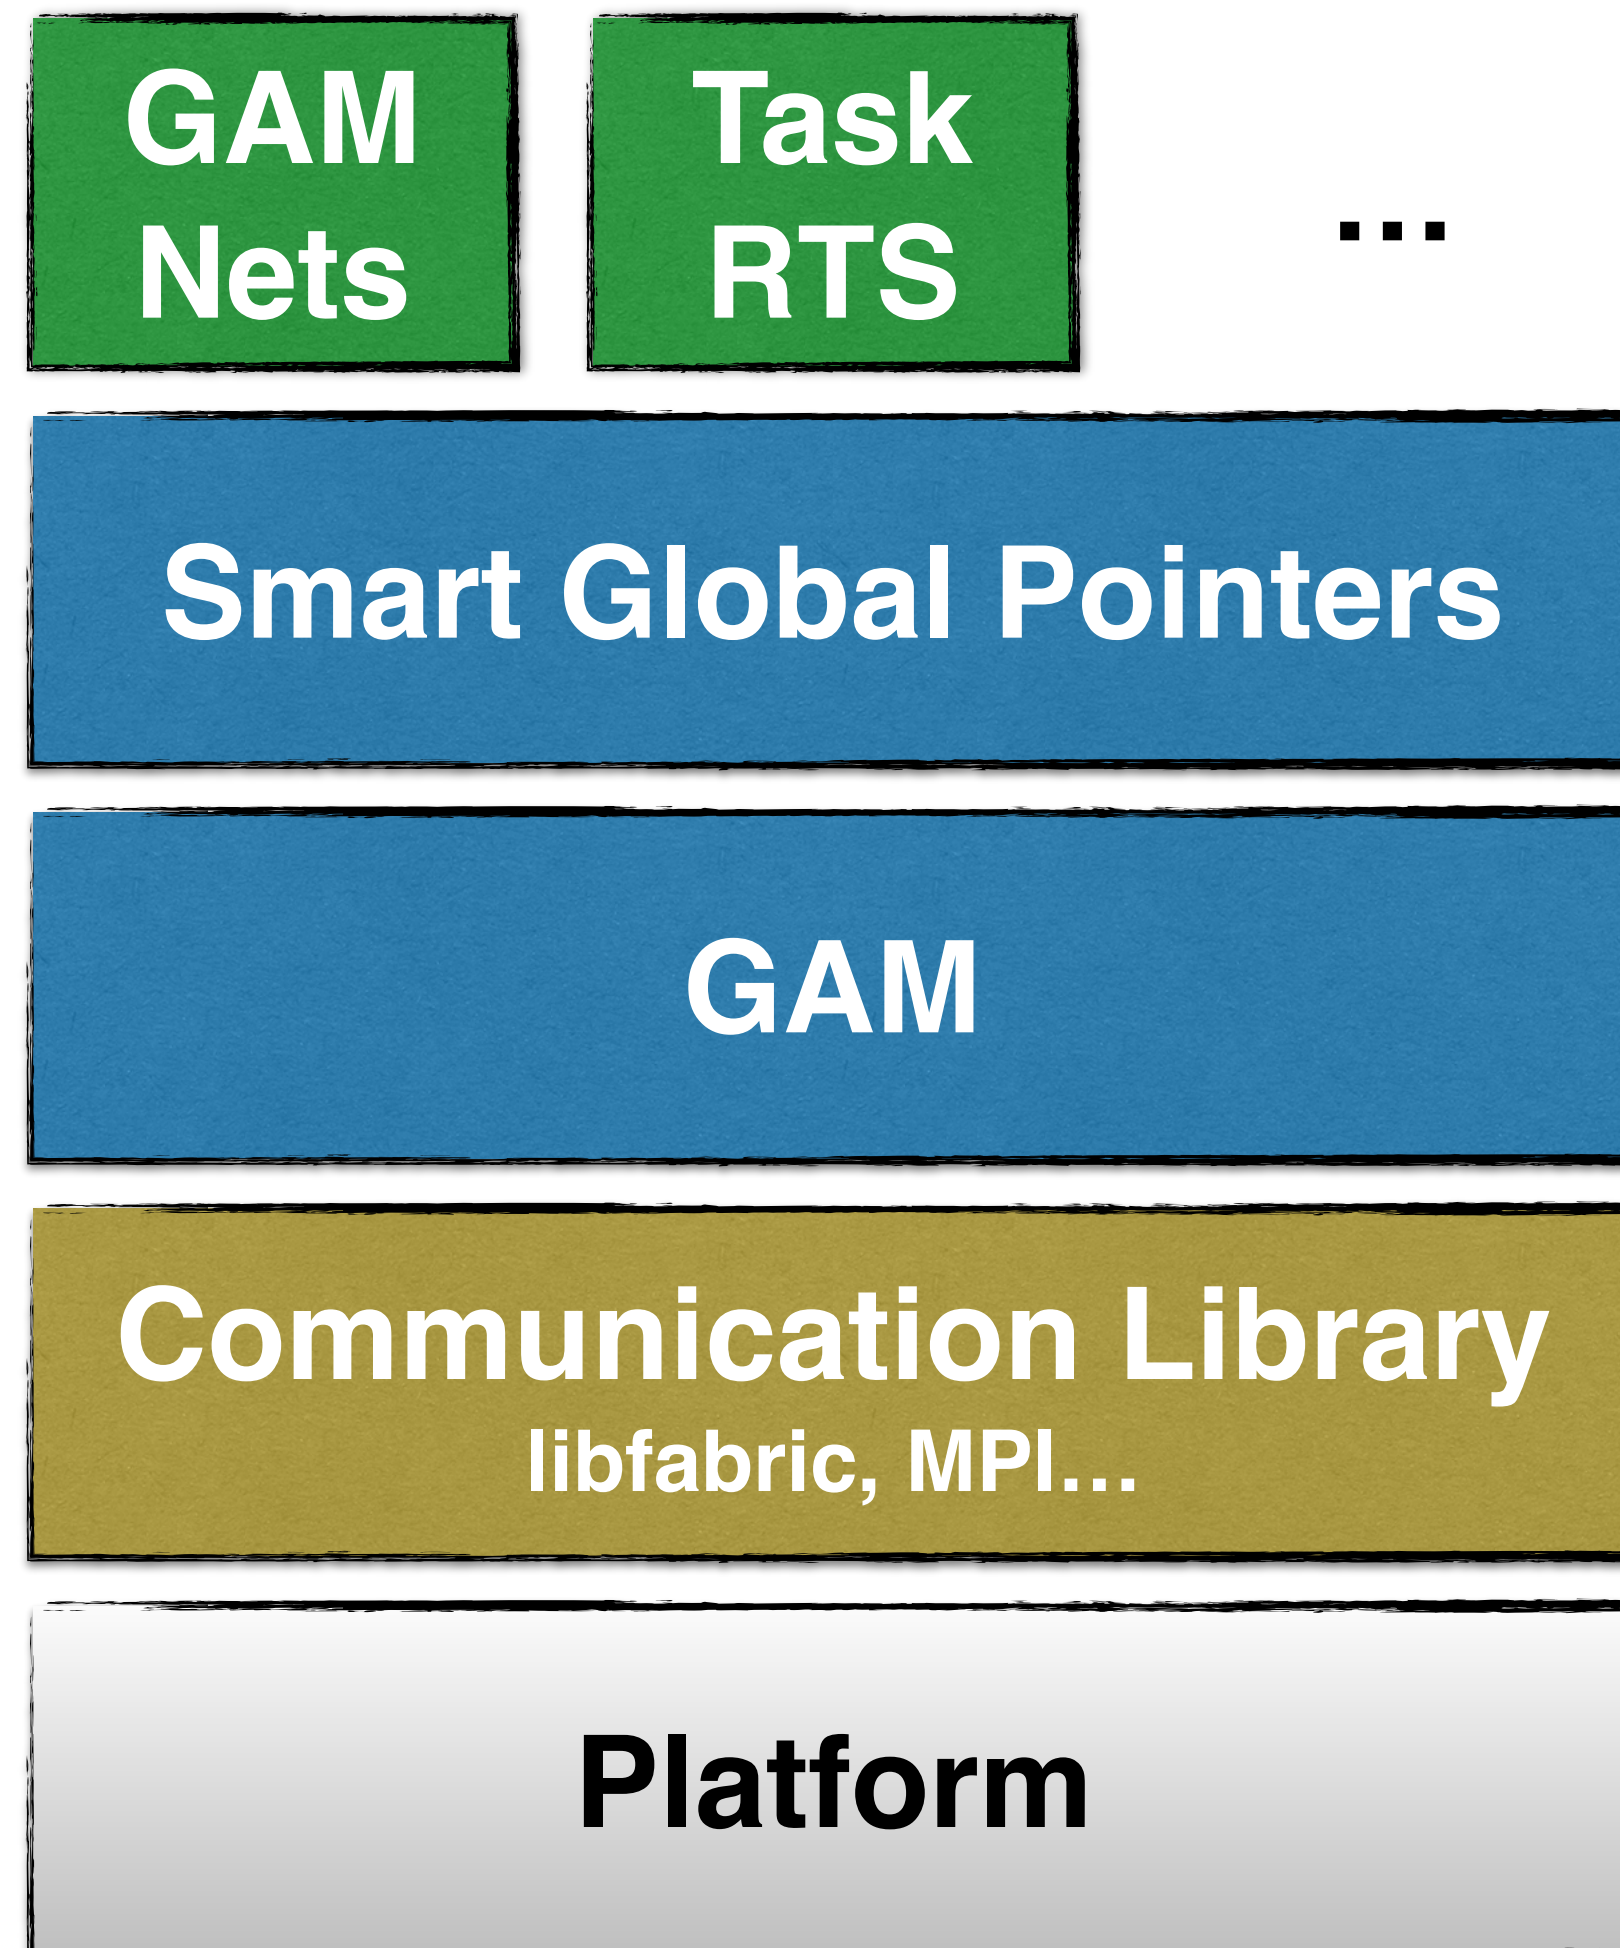 GAM
Nets
Task
RTS
...
Smart Global Pointers
GAM
Communication Library
libfabric, MPI...
Platform